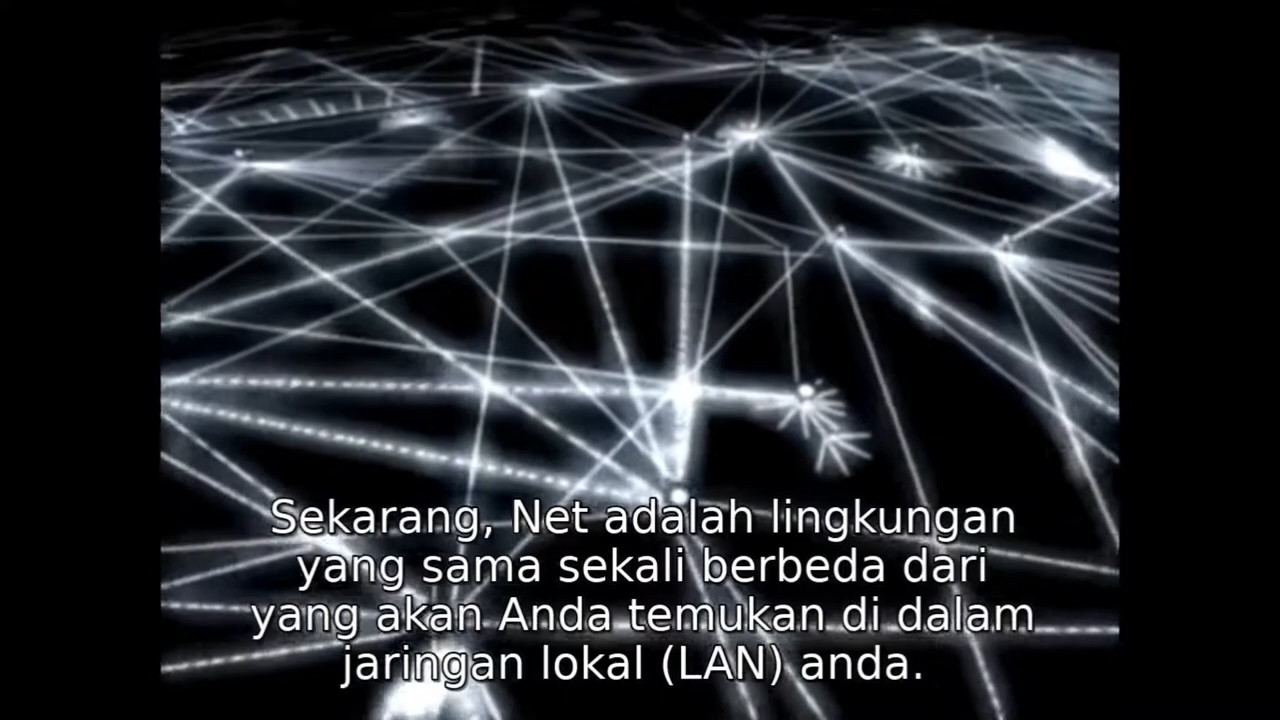 Sekarang, Net adalah lingkungan
yang sama sekali berbeda dari
yang akan Anda temukan di dalam
jaringan lokal (LAN) anda.